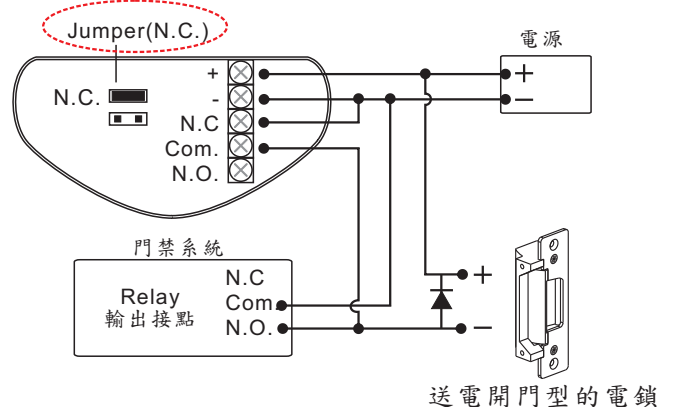 Jumper(N.C.)
電源
+
N.C.
-
N.C
Com.
N.O.
+
−
門禁系統
N.C
Relay
Com.
輸出接點
N.O.
+
−
送電開門型的電鎖